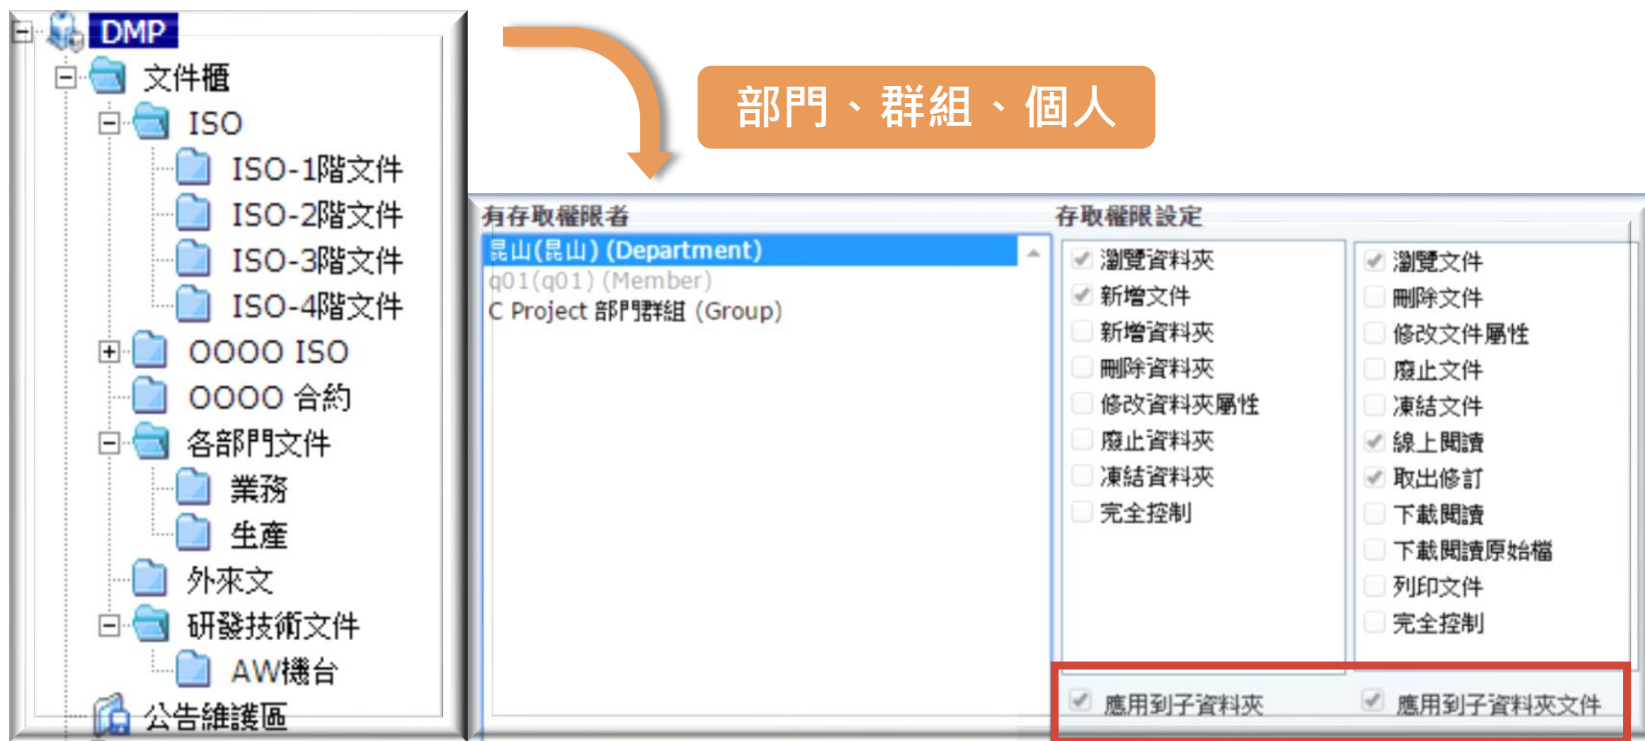 DMP
文件櫃
ISO
ISO-1階文件
ISO-2階文件
ISO-3階文件
ISO-4階文件
OOOO ISO
OOOO 合約
各部門文件
業務
生產
外來文
研發技術文件
AW機台
公告維護區
部門、群組、個人
有存取權限者
昆山(昆山) (Department)
q01(q01) (Member)
C Project 部門群組 (Group)
存取權限設定
瀏覽資料夾
新增文件
新增資料夾
刪除資料夾
修改資料夾屬性
廢止資料夾
凍結資料夾
完全控制
瀏覽文件
刪除文件
修改文件屬性
廢止文件
凍結文件
線上閱讀
取出修訂
下載閱讀
下載閱讀原始檔
列印文件
完全控制
應用到子資料夾
應用到子資料夾文件